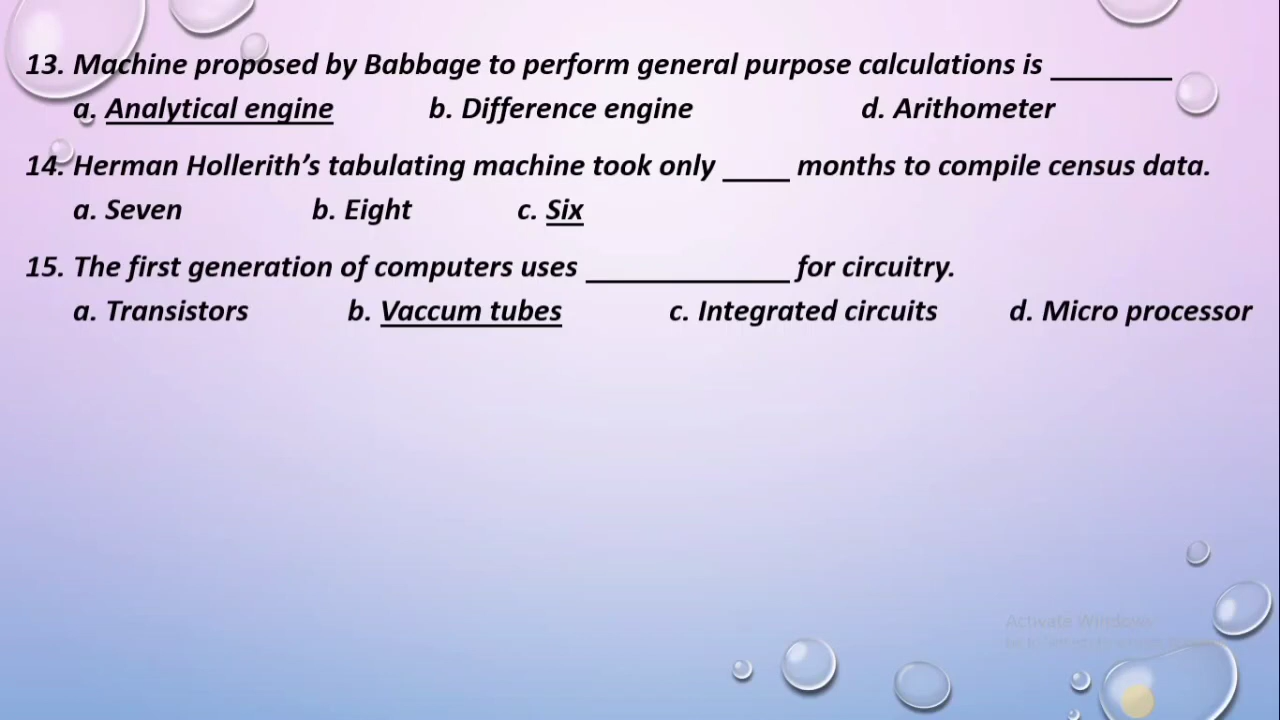 13. Machine proposed by Babbage to perform general purpose calculations is _________
a. Analytical engine b. Difference engine d. Arithometer
14. Herman Hollerith's tabulating machine took only _____ months to compile census data.
a. Seven b. Eight c. Six
15. The first generation of computers uses _______________ for circuitry.
a. Transistors b. Vaccum tubes c. Integrated circuits d. Micro processor
Activate Windows